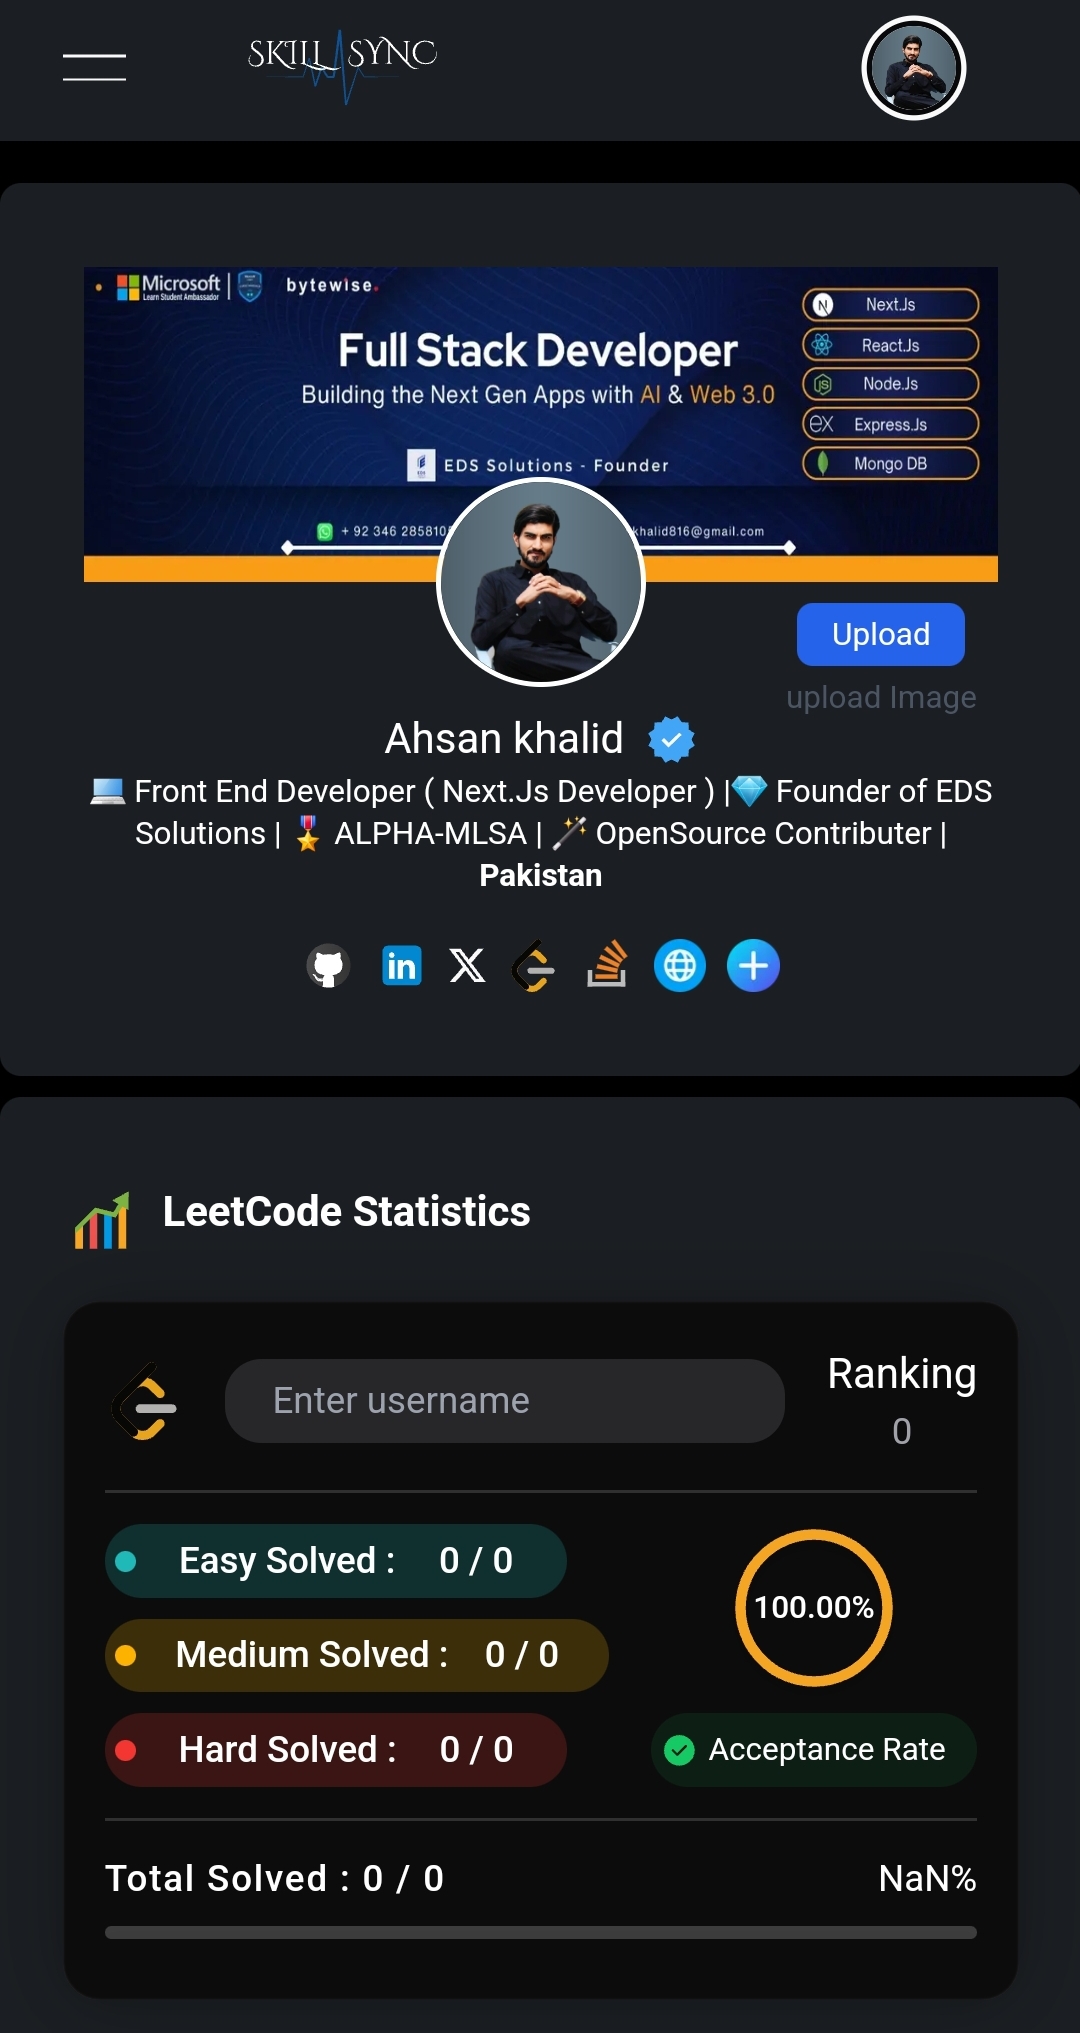 SKILL SYNC
Microsoft
Learn Student Ambassador
bytewise.
Full Stack Developer
Building the Next Gen Apps with AI & Web 3.0
EDS Solutions - Founder
+ 92 346 285810
khalid816@gmail.com
N Next.Js
React.Js
JS Node.Js
ex Express.Js
Mongo DB
Upload
upload Image
Ahsan khalid
💻 Front End Developer ( Next.Js Developer ) |💎 Founder of EDS
Solutions | 🎖️ ALPHA-MLSA | 🪄 OpenSource Contributer |
Pakistan
in
LeetCode Statistics
Enter username
Ranking
0
Easy Solved : 0 / 0
Medium Solved : 0 / 0
Hard Solved : 0 / 0
100.00%
Acceptance Rate
Total Solved : 0 / 0
NaN%